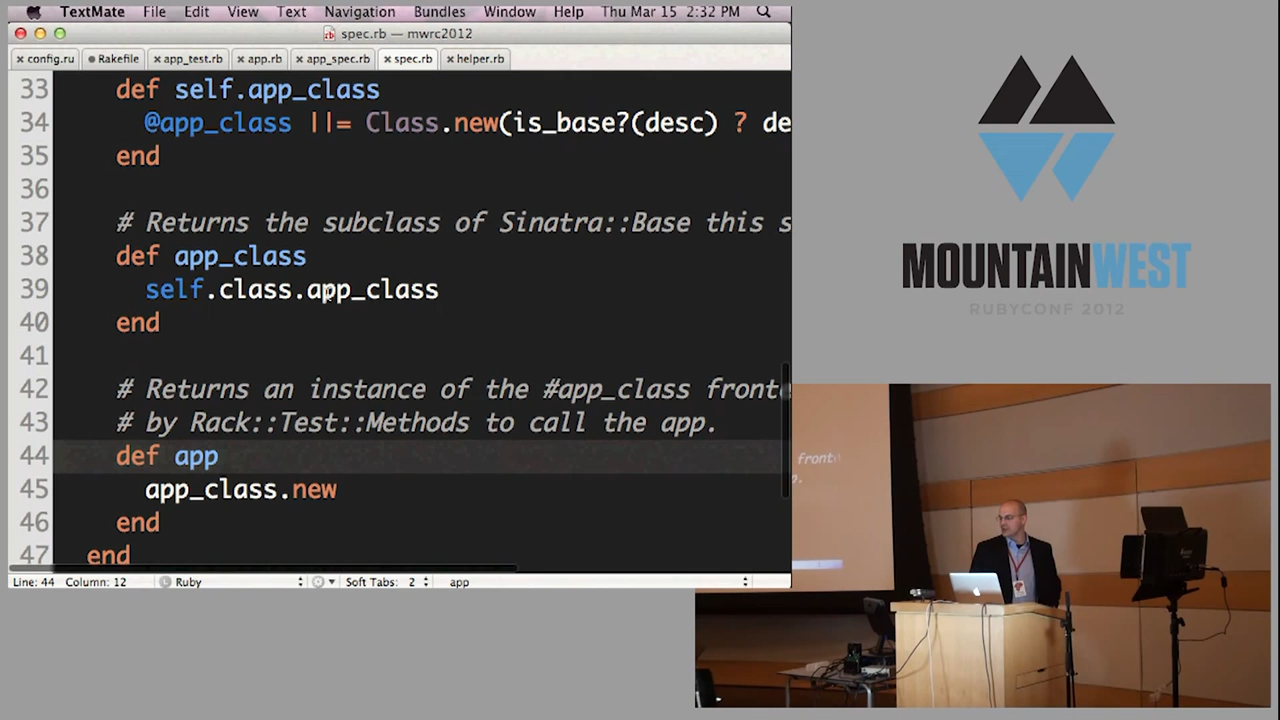 TextMate File Edit View Text Navigation Bundles Window Help Thu Mar 15 2:32 PM
spec.rb — mwrc2012
config.ru Rakefile app_test.rb app.rb app_spec.rb spec.rb helper.rb
33 def self.app_class
34 @app_class ||= Class.new(is_base?(desc) ? de
35 end
36
37 # Returns the subclass of Sinatra::Base this s
38 def app_class
39 self.class.app_class
40 end
41
42 # Returns an instance of the #app_class fronte
43 # by Rack::Test::Methods to call the app.
44 def app
45 app_class.new
46 end
47 end
Line: 44 Column: 12 Ruby Soft Tabs: 2 app
MOUNTAINWEST
RUBYCONF 2012